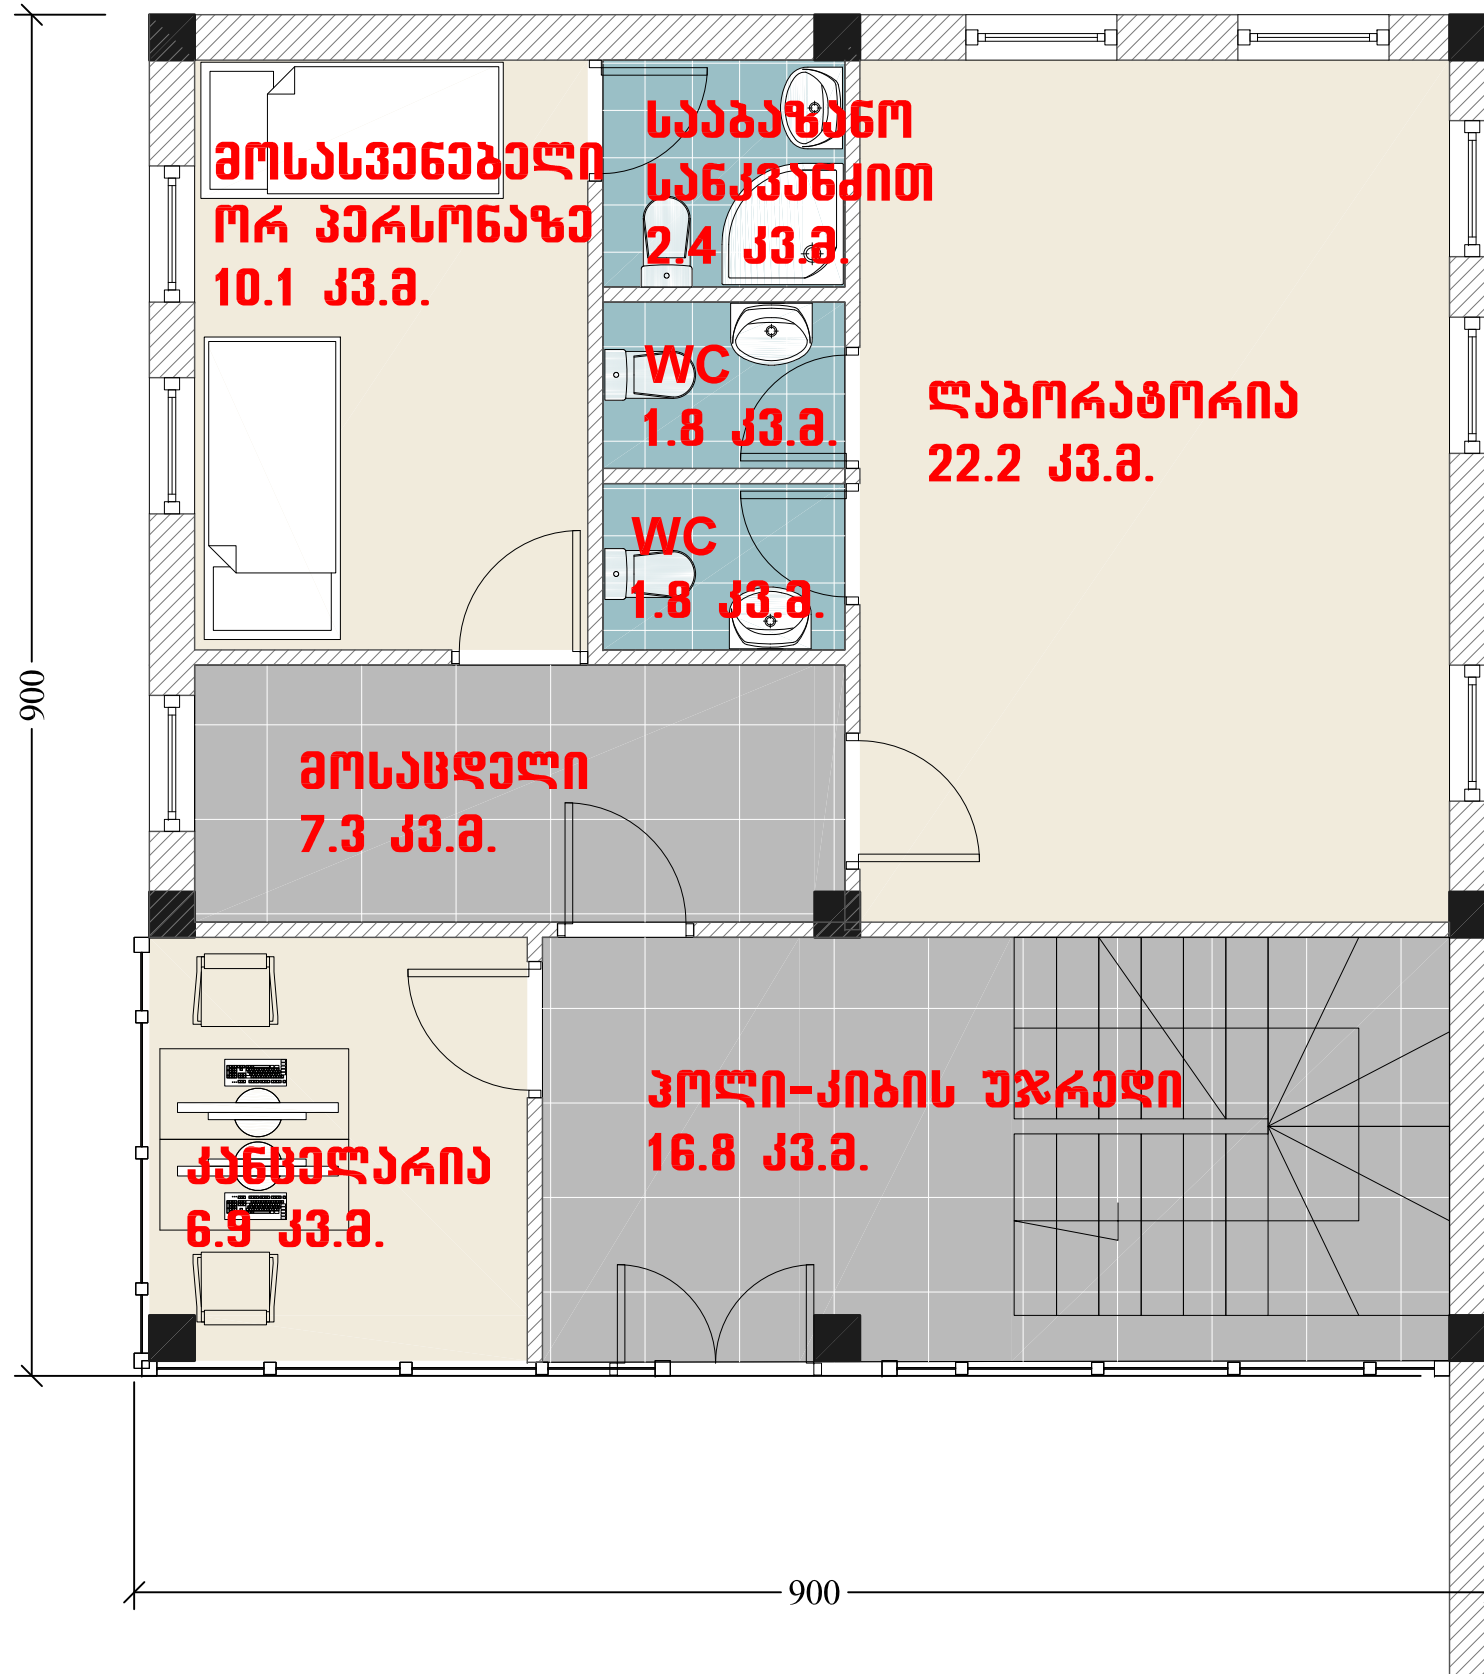 მოსასვენებელი
ორ პერსონაზე
10.1 კვ.მ.
სააბაზანო
სანკვანძით
2.4 კვ.მ.
WC
1.8 კვ.მ.
ლაბორატორია
22.2 კვ.მ.
WC
1.8 კვ.მ.
900
მოსაცდელი
7.3 კვ.მ.
ჰოლი-კიბის უჯრედი
16.8 კვ.მ.
კანცელარია
6.9 კვ.მ.
900